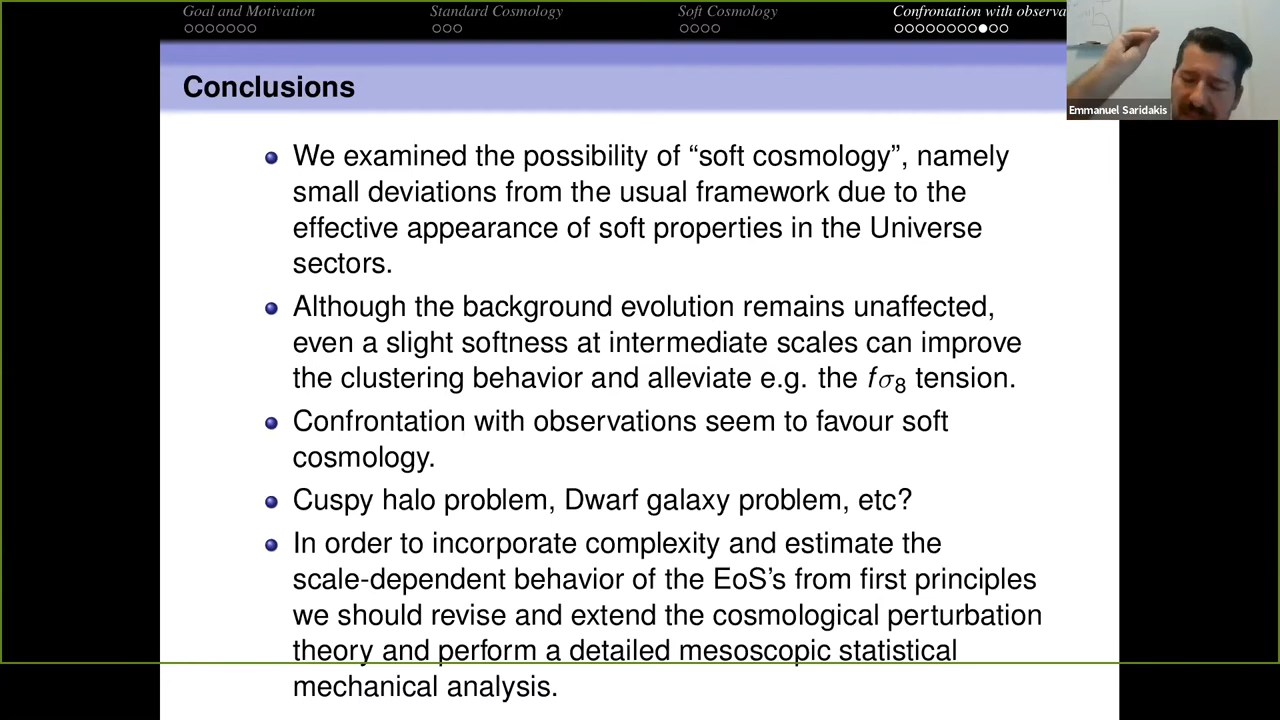 Goal and Motivation
Standard Cosmology
Soft Cosmology
Confrontation with observa
Emmanuel Saridakis
Conclusions
We examined the possibility of “soft cosmology”, namely
small deviations from the usual framework due to the
effective appearance of soft properties in the Universe
sectors.
Although the background evolution remains unaffected,
even a slight softness at intermediate scales can improve
the clustering behavior and alleviate e.g. the fσ8 tension.
Confrontation with observations seem to favour soft
cosmology.
Cuspy halo problem, Dwarf galaxy problem, etc?
In order to incorporate complexity and estimate the
scale-dependent behavior of the EoS’s from first principles
we should revise and extend the cosmological perturbation
theory and perform a detailed mesoscopic statistical
mechanical analysis.